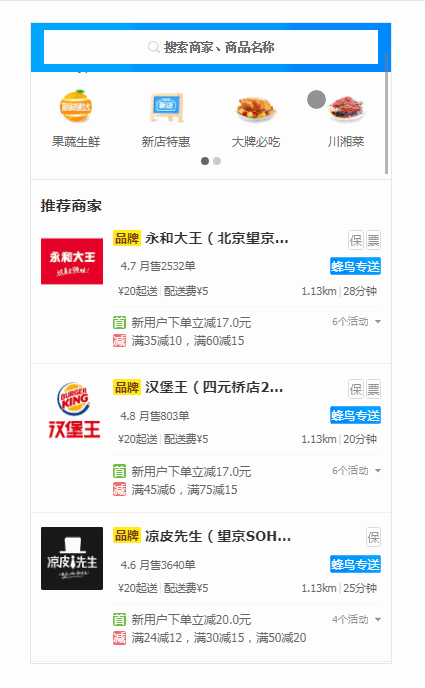 搜索商家、商品名称
果蔬生鲜 新店特惠 大牌必吃 川湘菜
推荐商家
永和大王
品牌 永和大王（北京望京... 保 票
4.7 月售2532单 蜂鸟专送
¥20起送 | 配送费¥5 1.13km | 28分钟
首 新用户下单立减17.0元 6个活动
减 满35减10，满60减15
BURGER KING
汉堡王
品牌 汉堡王（四元桥店2... 保 票
4.8 月售803单 蜂鸟专送
¥20起送 | 配送费¥5 1.13km | 20分钟
首 新用户下单立减17.0元 6个活动
减 满45减6，满75减15
凉皮先生
品牌 凉皮先生（望京SOH... 保
4.6 月售3640单 蜂鸟专送
¥20起送 | 配送费¥5 1.13km | 25分钟
首 新用户下单立减20.0元 4个活动
减 满24减12，满30减15，满50减20